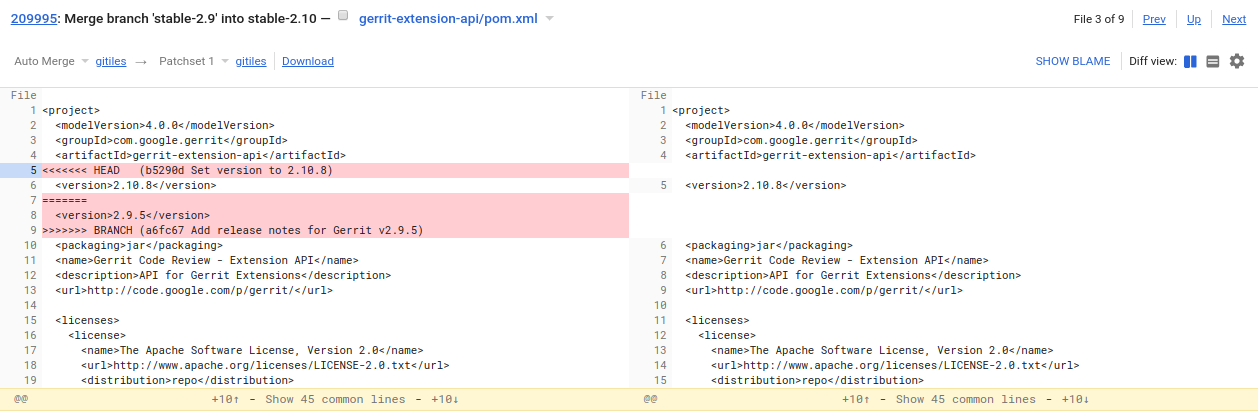 209995: Merge branch 'stable-2.9' into stable-2.10 — gerrit-extension-api/pom.xml File 3 of 9 Prev Up Next
Auto Merge gitiles → Patchset 1 gitiles Download SHOW BLAME Diff view:
File File
1 <project> 1 <project>
2 <modelVersion>4.0.0</modelVersion> 2 <modelVersion>4.0.0</modelVersion>
3 <groupId>com.google.gerrit</groupId> 3 <groupId>com.google.gerrit</groupId>
4 <artifactId>gerrit-extension-api</artifactId> 4 <artifactId>gerrit-extension-api</artifactId>
5 <<<<<<< HEAD (b5290d Set version to 2.10.8)
6 <version>2.10.8</version> 5 <version>2.10.8</version>
7 =======
8 <version>2.9.5</version>
9 >>>>>>> BRANCH (a6fc67 Add release notes for Gerrit v2.9.5)
10 <packaging>jar</packaging> 6 <packaging>jar</packaging>
11 <name>Gerrit Code Review - Extension API</name> 7 <name>Gerrit Code Review - Extension API</name>
12 <description>API for Gerrit Extensions</description> 8 <description>API for Gerrit Extensions</description>
13 <url>http://code.google.com/p/gerrit/</url> 9 <url>http://code.google.com/p/gerrit/</url>
14 10
15 <licenses> 11 <licenses>
16 <license> 12 <license>
17 <name>The Apache Software License, Version 2.0</name> 13 <name>The Apache Software License, Version 2.0</name>
18 <url>http://www.apache.org/licenses/LICENSE-2.0.txt</url> 14 <url>http://www.apache.org/licenses/LICENSE-2.0.txt</url>
19 <distribution>repo</distribution> 15 <distribution>repo</distribution>
@@ +10↑ - Show 45 common lines - +10↓ @@ +10↑ - Show 45 common lines - +10↓